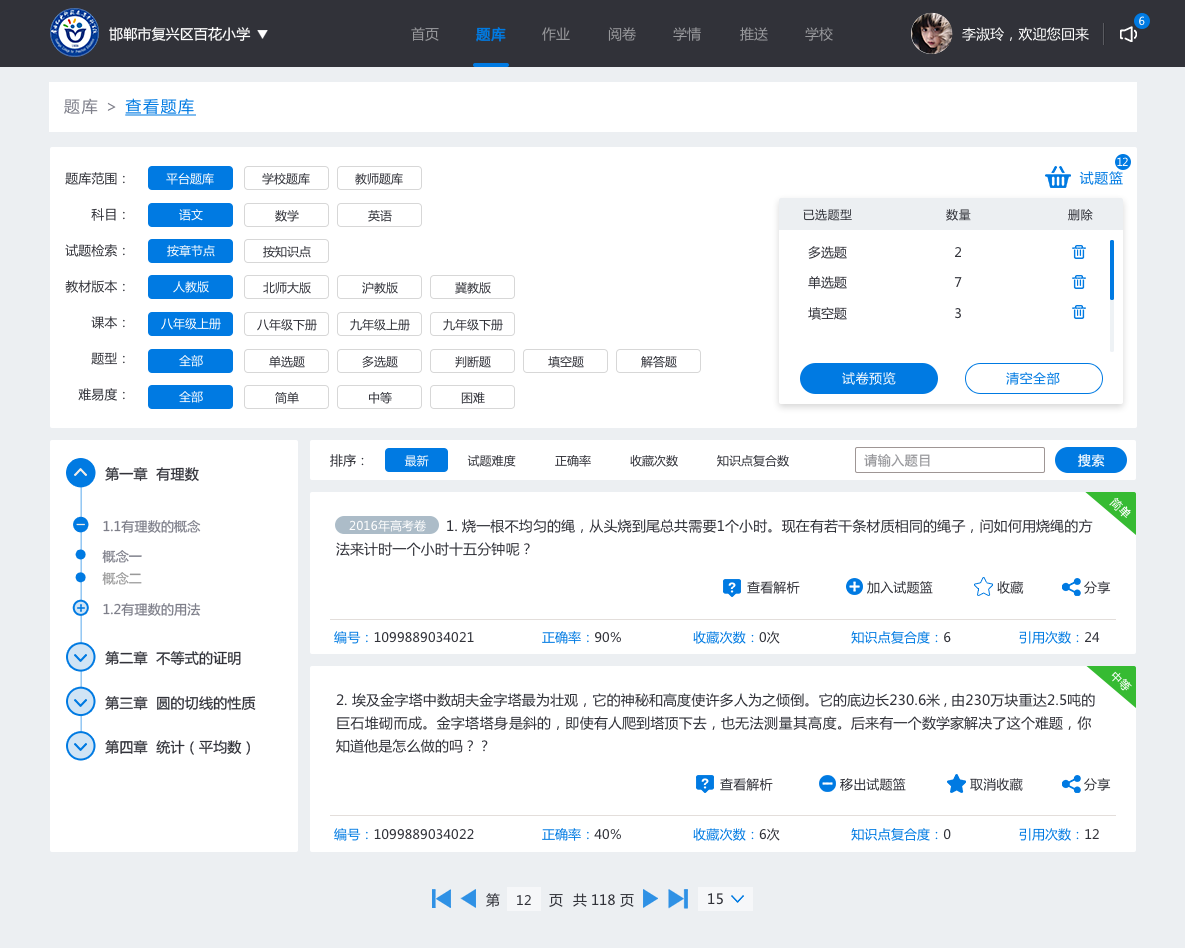 邯郸市复兴区百花小学 ▼ 首页 题库 作业 阅卷 学情 推送 学校 李淑玲，欢迎您回来 6
题库 > 查看题库
题库范围： 平台题库 学校题库 教师题库
科目： 语文 数学 英语
试题检索： 按章节点 按知识点
教材版本： 人教版 北师大版 沪教版 冀教版
课本： 八年级上册 八年级下册 九年级上册 九年级下册
题型： 全部 单选题 多选题 判断题 填空题 解答题
难易度： 全部 简单 中等 困难
试题篮 12
已选题型 数量 删除
多选题 2
单选题 7
填空题 3
试卷预览 清空全部
第一章 有理数
1.1有理数的概念
概念一
概念二
1.2有理数的用法
第二章 不等式的证明
第三章 圆的切线的性质
第四章 统计（平均数）
排序： 最新 试题难度 正确率 收藏次数 知识点复合数 请输入题目 搜索
简单
2016年高考卷 1. 烧一根不均匀的绳，从头烧到尾总共需要1个小时。现在有若干条材质相同的绳子，问如何用烧绳的方
法来计时一个小时十五分钟呢？
查看解析 加入试题篮 收藏 分享
编号：1099889034021 正确率：90% 收藏次数：0次 知识点复合度：6 引用次数：24
中等
2. 埃及金字塔中数胡夫金字塔最为壮观，它的神秘和高度使许多人为之倾倒。它的底边长230.6米，由230万块重达2.5吨的
巨石堆砌而成。金字塔塔身是斜的，即使有人爬到塔顶下去，也无法测量其高度。后来有一个数学家解决了这个难题，你
知道他是怎么做的吗？？
查看解析 移出试题篮 取消收藏 分享
编号：1099889034022 正确率：40% 收藏次数：6次 知识点复合度：0 引用次数：12
第 12 页 共 118 页 15